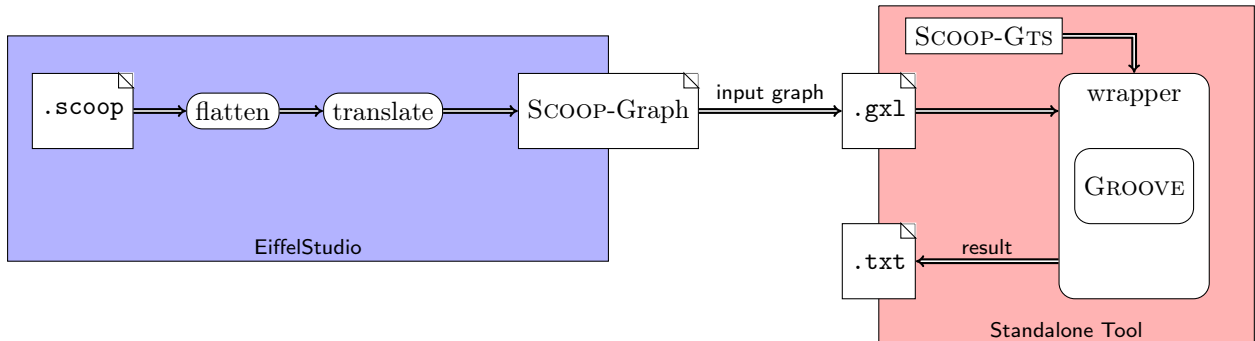 .scoop
flatten
translate
SCOOP-Graph
EiffelStudio
input graph
.gxl
SCOOP-GTS
wrapper
GROOVE
result
.txt
Standalone Tool